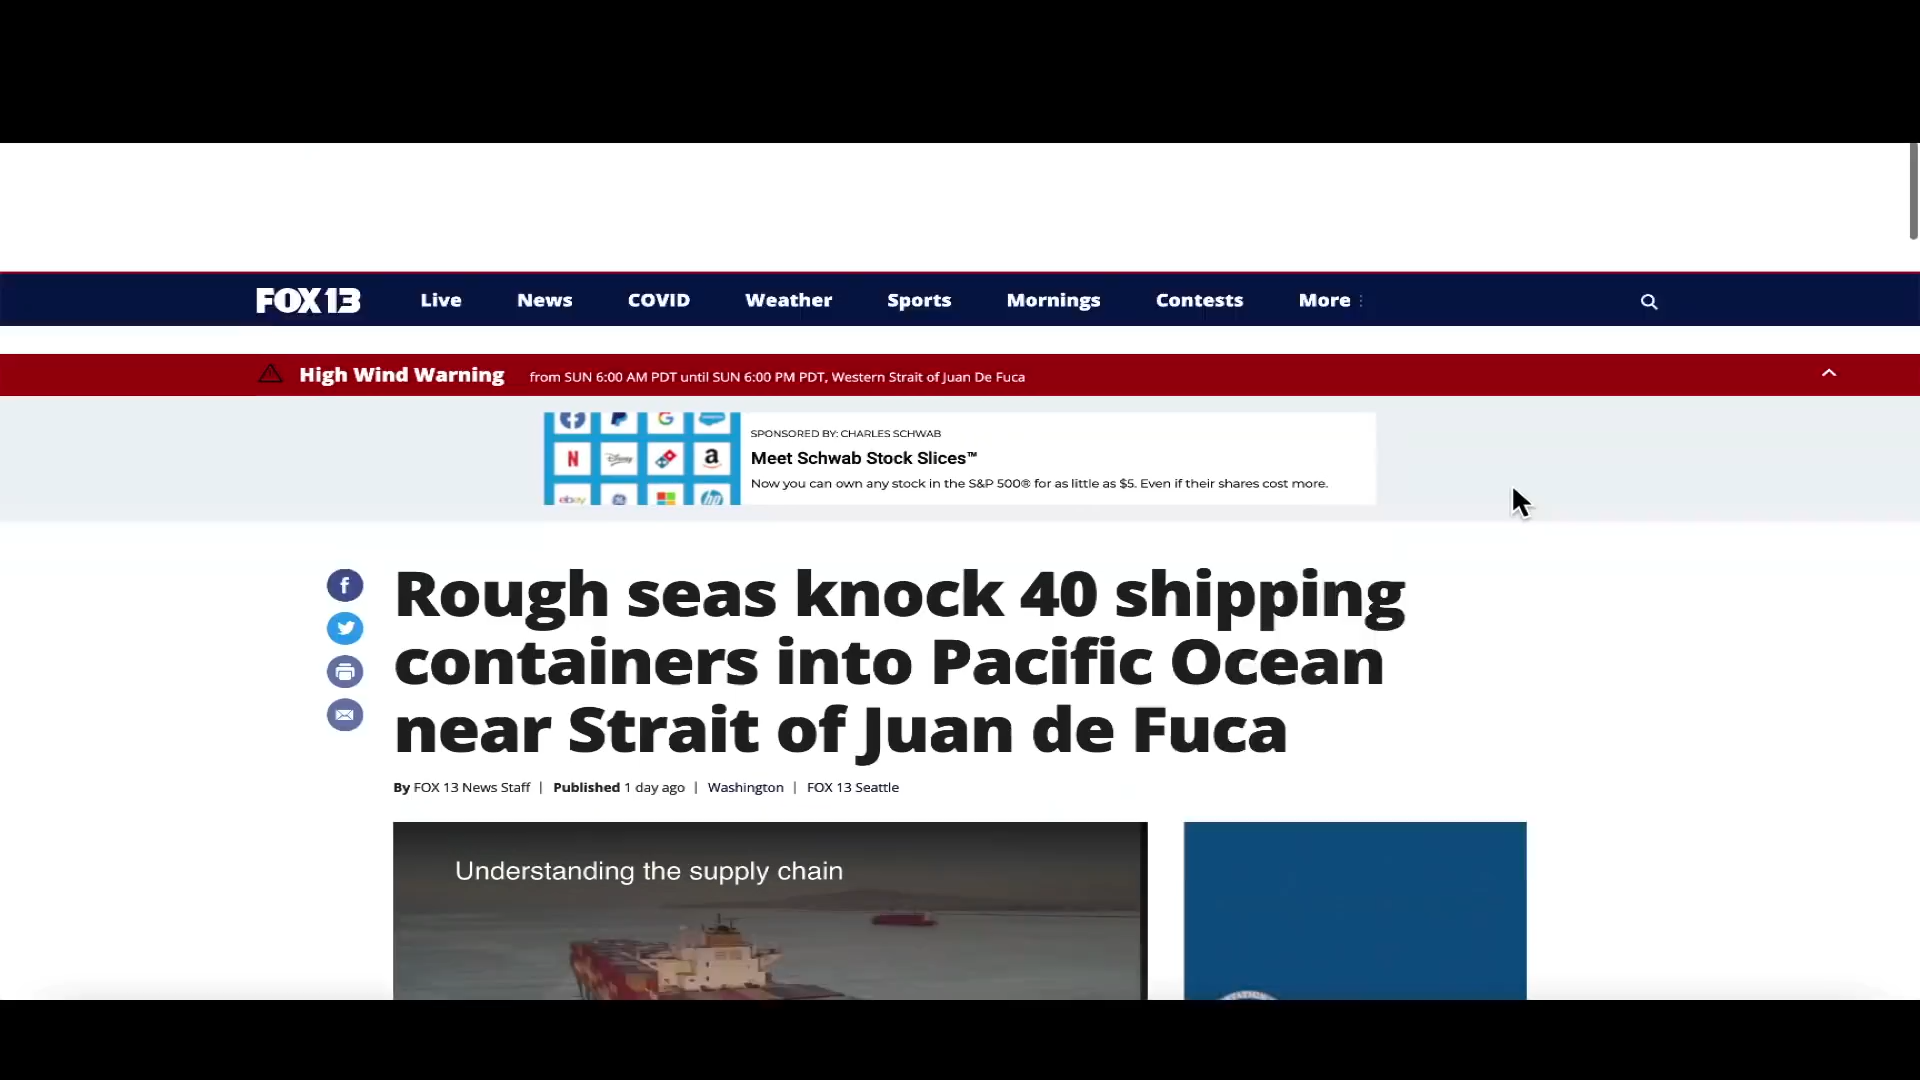 FOX 13 Live News COVID Weather Sports Mornings Contests More
High Wind Warning from SUN 6:00 AM PDT until SUN 6:00 PM PDT, Western Strait of Juan De Fuca
SPONSORED BY: CHARLES SCHWAB
Meet Schwab Stock Slices™
Now you can own any stock in the S&P 500® for as little as $5. Even if their shares cost more.
N Disney a
ebay hp
Rough seas knock 40 shipping
containers into Pacific Ocean
near Strait of Juan de Fuca
By FOX 13 News Staff | Published 1 day ago | Washington | FOX 13 Seattle
Understanding the supply chain